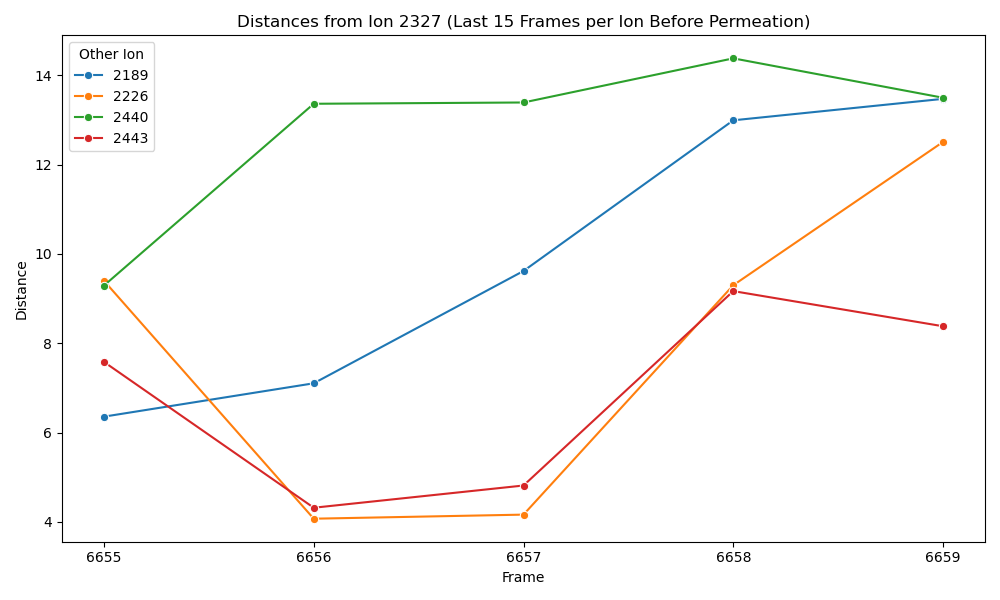 Distances from Ion 2327 (Last 15 Frames per Ion Before Permeation)
Other Ion
2189
2226
2440
2443
14
12
10
8
6
4
Distance
6655 6656 6657 6658 6659
Frame